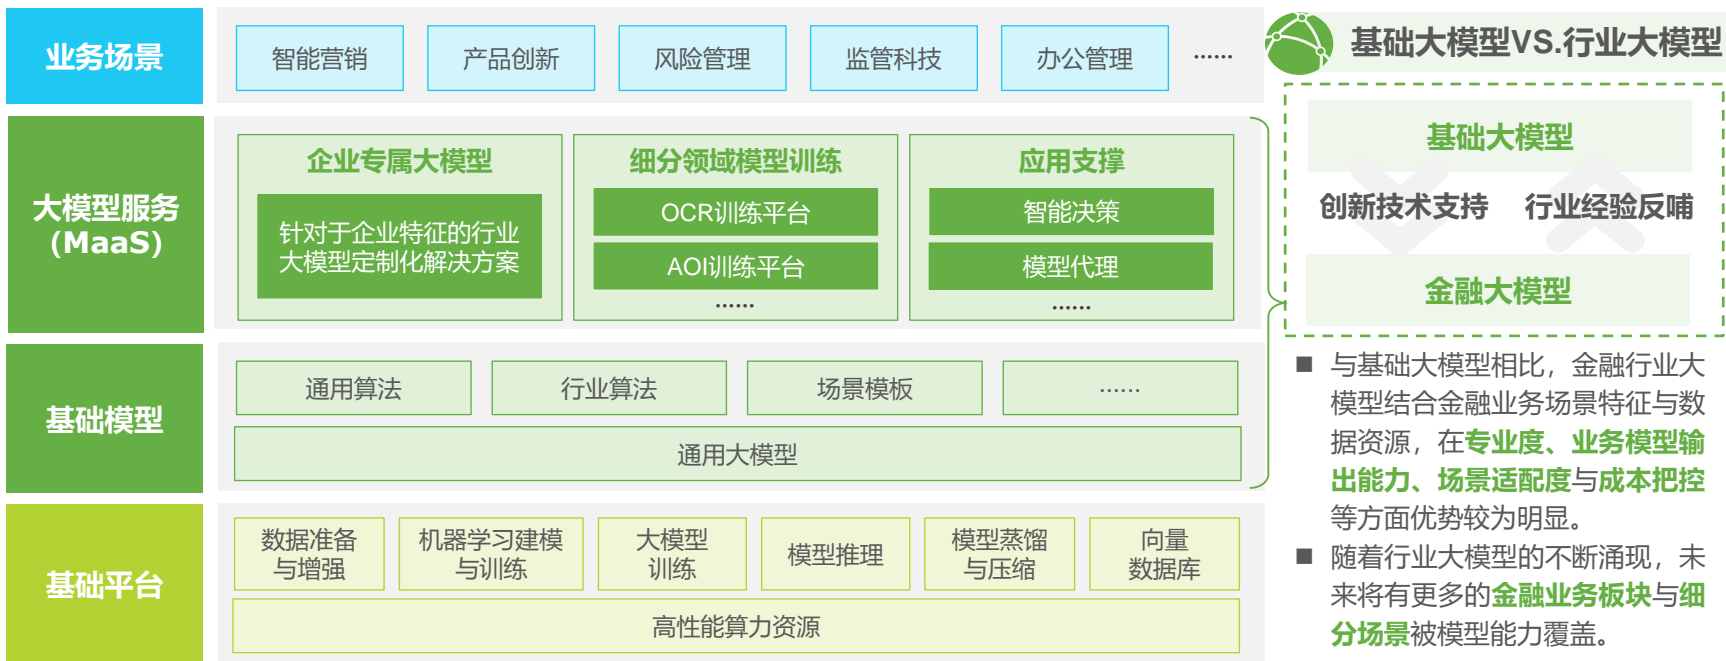 业务场景
智能营销
产品创新
风险管理
监管科技
办公管理
……
大模型服务
（MaaS）
企业专属大模型
针对于企业特征的行业
大模型定制化解决方案
细分领域模型训练
OCR训练平台
AOI训练平台
……
应用支撑
智能决策
模型代理
……
基础模型
通用算法
行业算法
场景模板
……
通用大模型
基础平台
数据准备
与增强
机器学习建模
与训练
大模型
训练
模型推理
模型蒸馏
与压缩
向量
数据库
高性能算力资源
基础大模型VS.行业大模型
基础大模型
创新技术支持
行业经验反哺
金融大模型
■ 与基础大模型相比，金融行业大
模型结合金融业务场景特征与数
据资源，在专业度、业务模型输
出能力、场景适配度与成本把控
等方面优势较为明显。
■ 随着行业大模型的不断涌现，未
来将有更多的金融业务板块与细
分场景被模型能力覆盖。